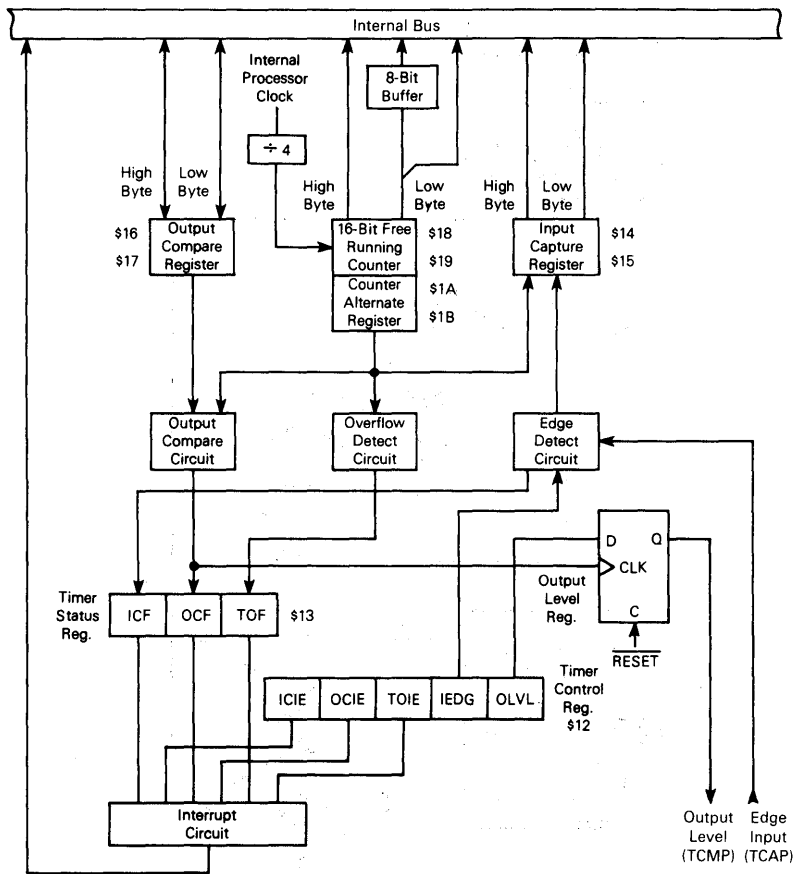 Internal Bus
Internal
Processor
Clock
8-Bit
Buffer
÷ 4
High
Byte
Low
Byte
High
Byte
Low
Byte
High
Byte
Low
Byte
$16
$17
Output
Compare
Register
16-Bit Free
Running
Counter
$18
$19
Counter
Alternate
Register
$1A
$1B
Input
Capture
Register
$14
$15
Output
Compare
Circuit
Overflow
Detect
Circuit
Edge
Detect
Circuit
D
Q
CLK
C
Output
Level
Reg.
RESET
Timer
Status
Reg.
ICF
OCF
TOF
$13
ICIE
OCIE
TOIE
IEDG
OLVL
Timer
Control
Reg.
$12
Interrupt
Circuit
Output
Level
(TCMP)
Edge
Input
(TCAP)